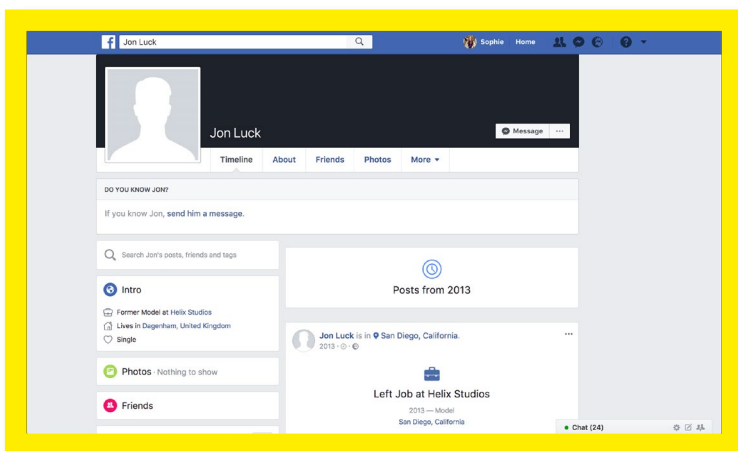 Jon Luck
Sophie
Home
Jon Luck
Message
Timeline
About
Friends
Photos
More
DO YOU KNOW JON?
If you know Jon, send him a message.
Search Jon's posts, friends and tags
Intro
Former Model at Helix Studios
Lives in Dagenham, United Kingdom
Single
Photos · Nothing to show
Friends
Posts from 2013
Jon Luck is in San Diego, California.
2013 ·
Left Job at Helix Studios
2013 — Model
San Diego, California
Chat (24)